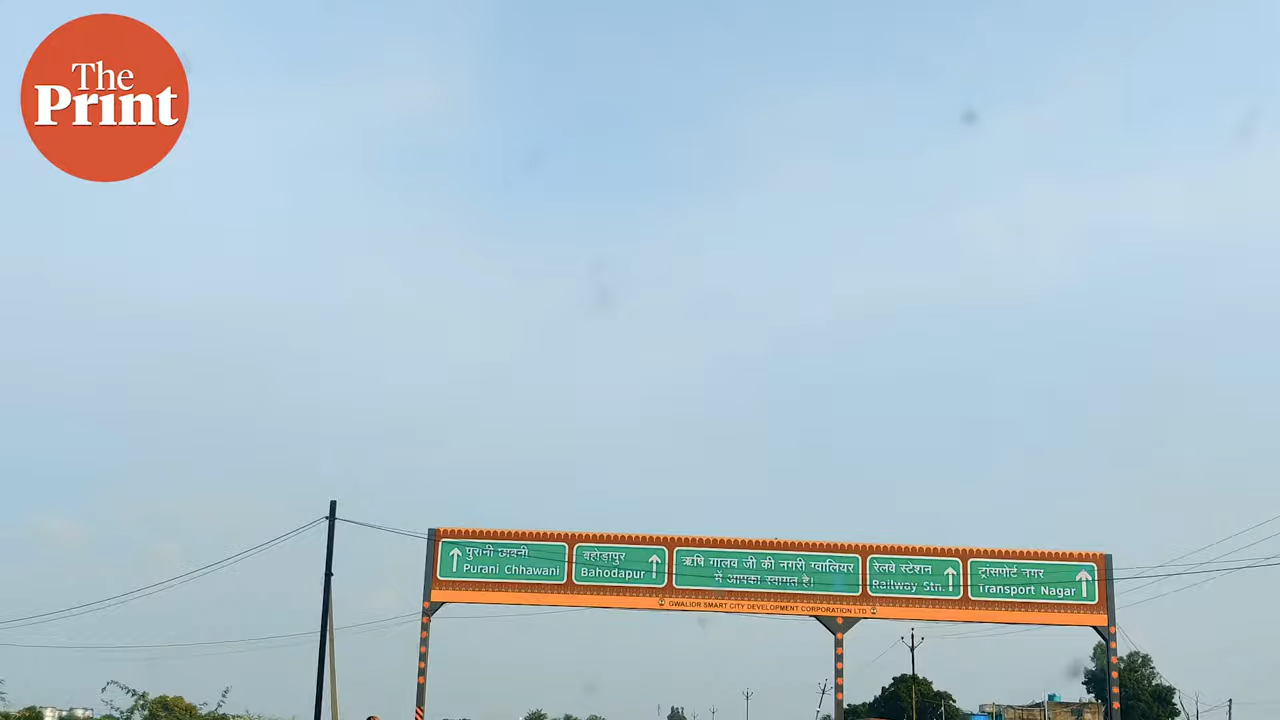 The
Print
पुरानी छावनी
Purani Chhawani
बहोड़ापुर
Bahodapur
ऋषि गालव जी की नगरी ग्वालियर
में आपका स्वागत है!
रेलवे स्टेशन
Railway Stn.
ट्रांसपोर्ट नगर
Transport Nagar
GWALIOR SMART CITY DEVELOPMENT CORPORATION LTD